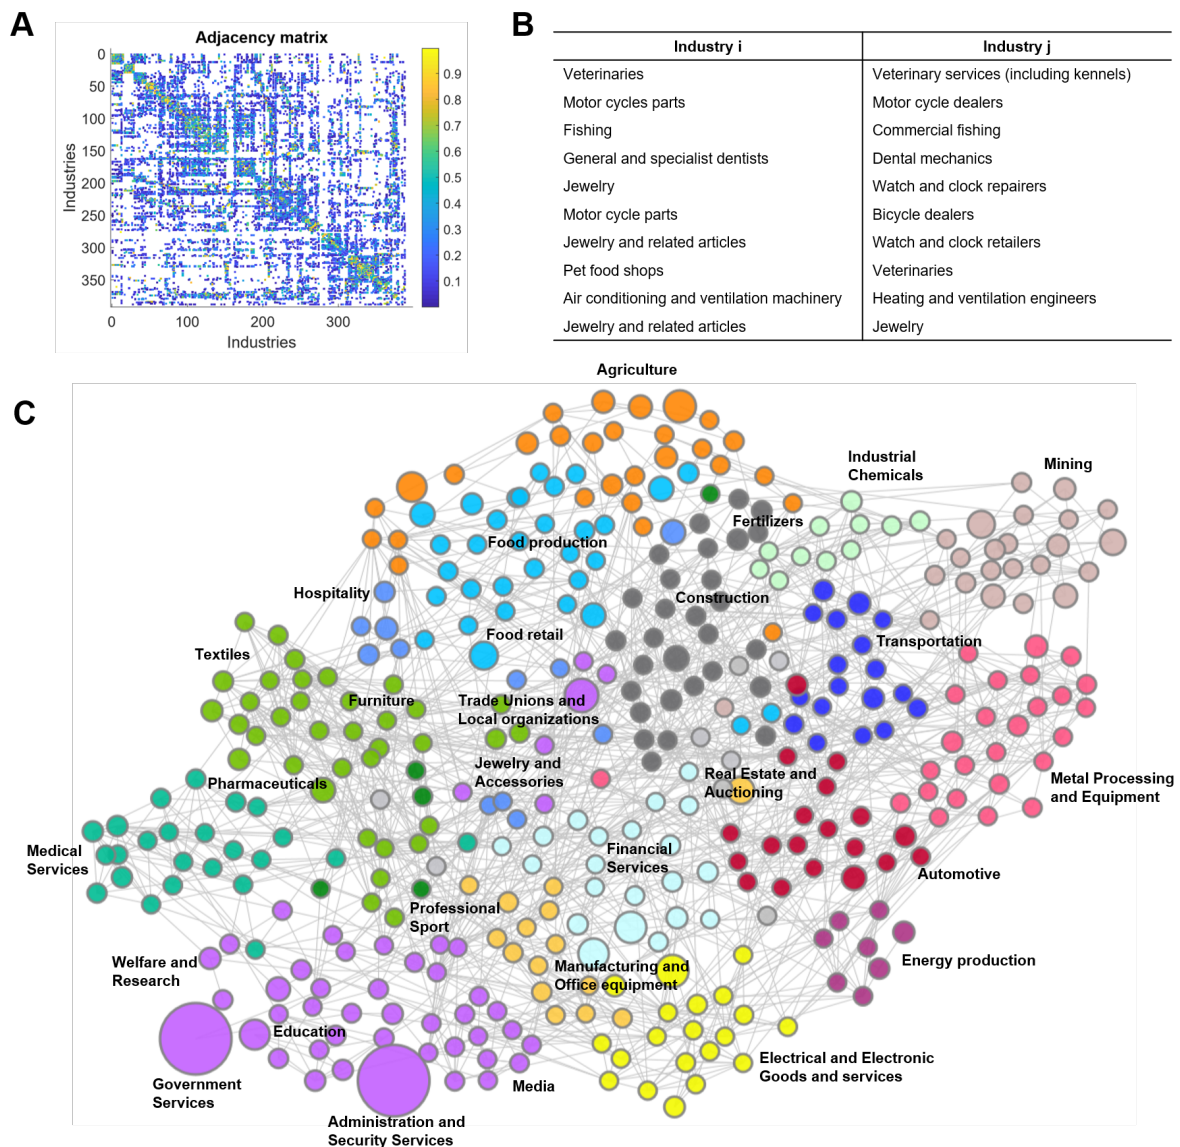 A
Adjacency matrix
0
50
100
150
200
250
300
350
Industries
0
100
200
300
Industries
0.9
0.8
0.7
0.6
0.5
0.4
0.3
0.2
0.1
B
Industry i Industry j
Veterinaries Veterinary services (including kennels)
Motor cycles parts Motor cycle dealers
Fishing Commercial fishing
General and specialist dentists Dental mechanics
Jewelry Watch and clock repairers
Motor cycle parts Bicycle dealers
Jewelry and related articles Watch and clock retailers
Pet food shops Veterinaries
Air conditioning and ventilation machinery Heating and ventilation engineers
Jewelry and related articles Jewelry
C
Agriculture
Industrial
Chemicals
Mining
Fertilizers
Food production
Hospitality
Construction
Food retail
Transportation
Textiles
Furniture
Trade Unions and
Local organizations
Jewelry and
Accessories
Real Estate and
Auctioning
Metal Processing
and Equipment
Pharmaceuticals
Medical
Services
Financial
Services
Automotive
Professional
Sport
Welfare and
Research
Manufacturing and
Office equipment
Energy production
Education
Government
Services
Media
Electrical and Electronic
Goods and services
Administration and
Security Services